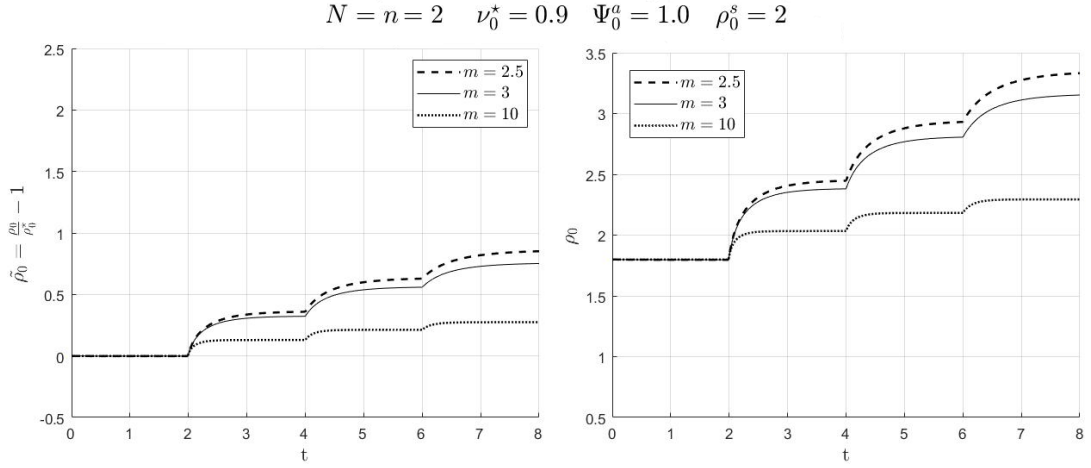 N = n = 2 ν₀⋆ = 0.9 Ψ₀ᵃ = 1.0 ρ₀ˢ = 2
2.5
2
1.5
1
0.5
0
-0.5
ρ̃₀ = ρ₀/ρ₀⋆ − 1
m = 2.5
m = 3
m = 10
0 1 2 3 4 5 6 7 8
t
3.5
3
2.5
2
1.5
1
0.5
ρ₀
m = 2.5
m = 3
m = 10
0 1 2 3 4 5 6 7 8
t